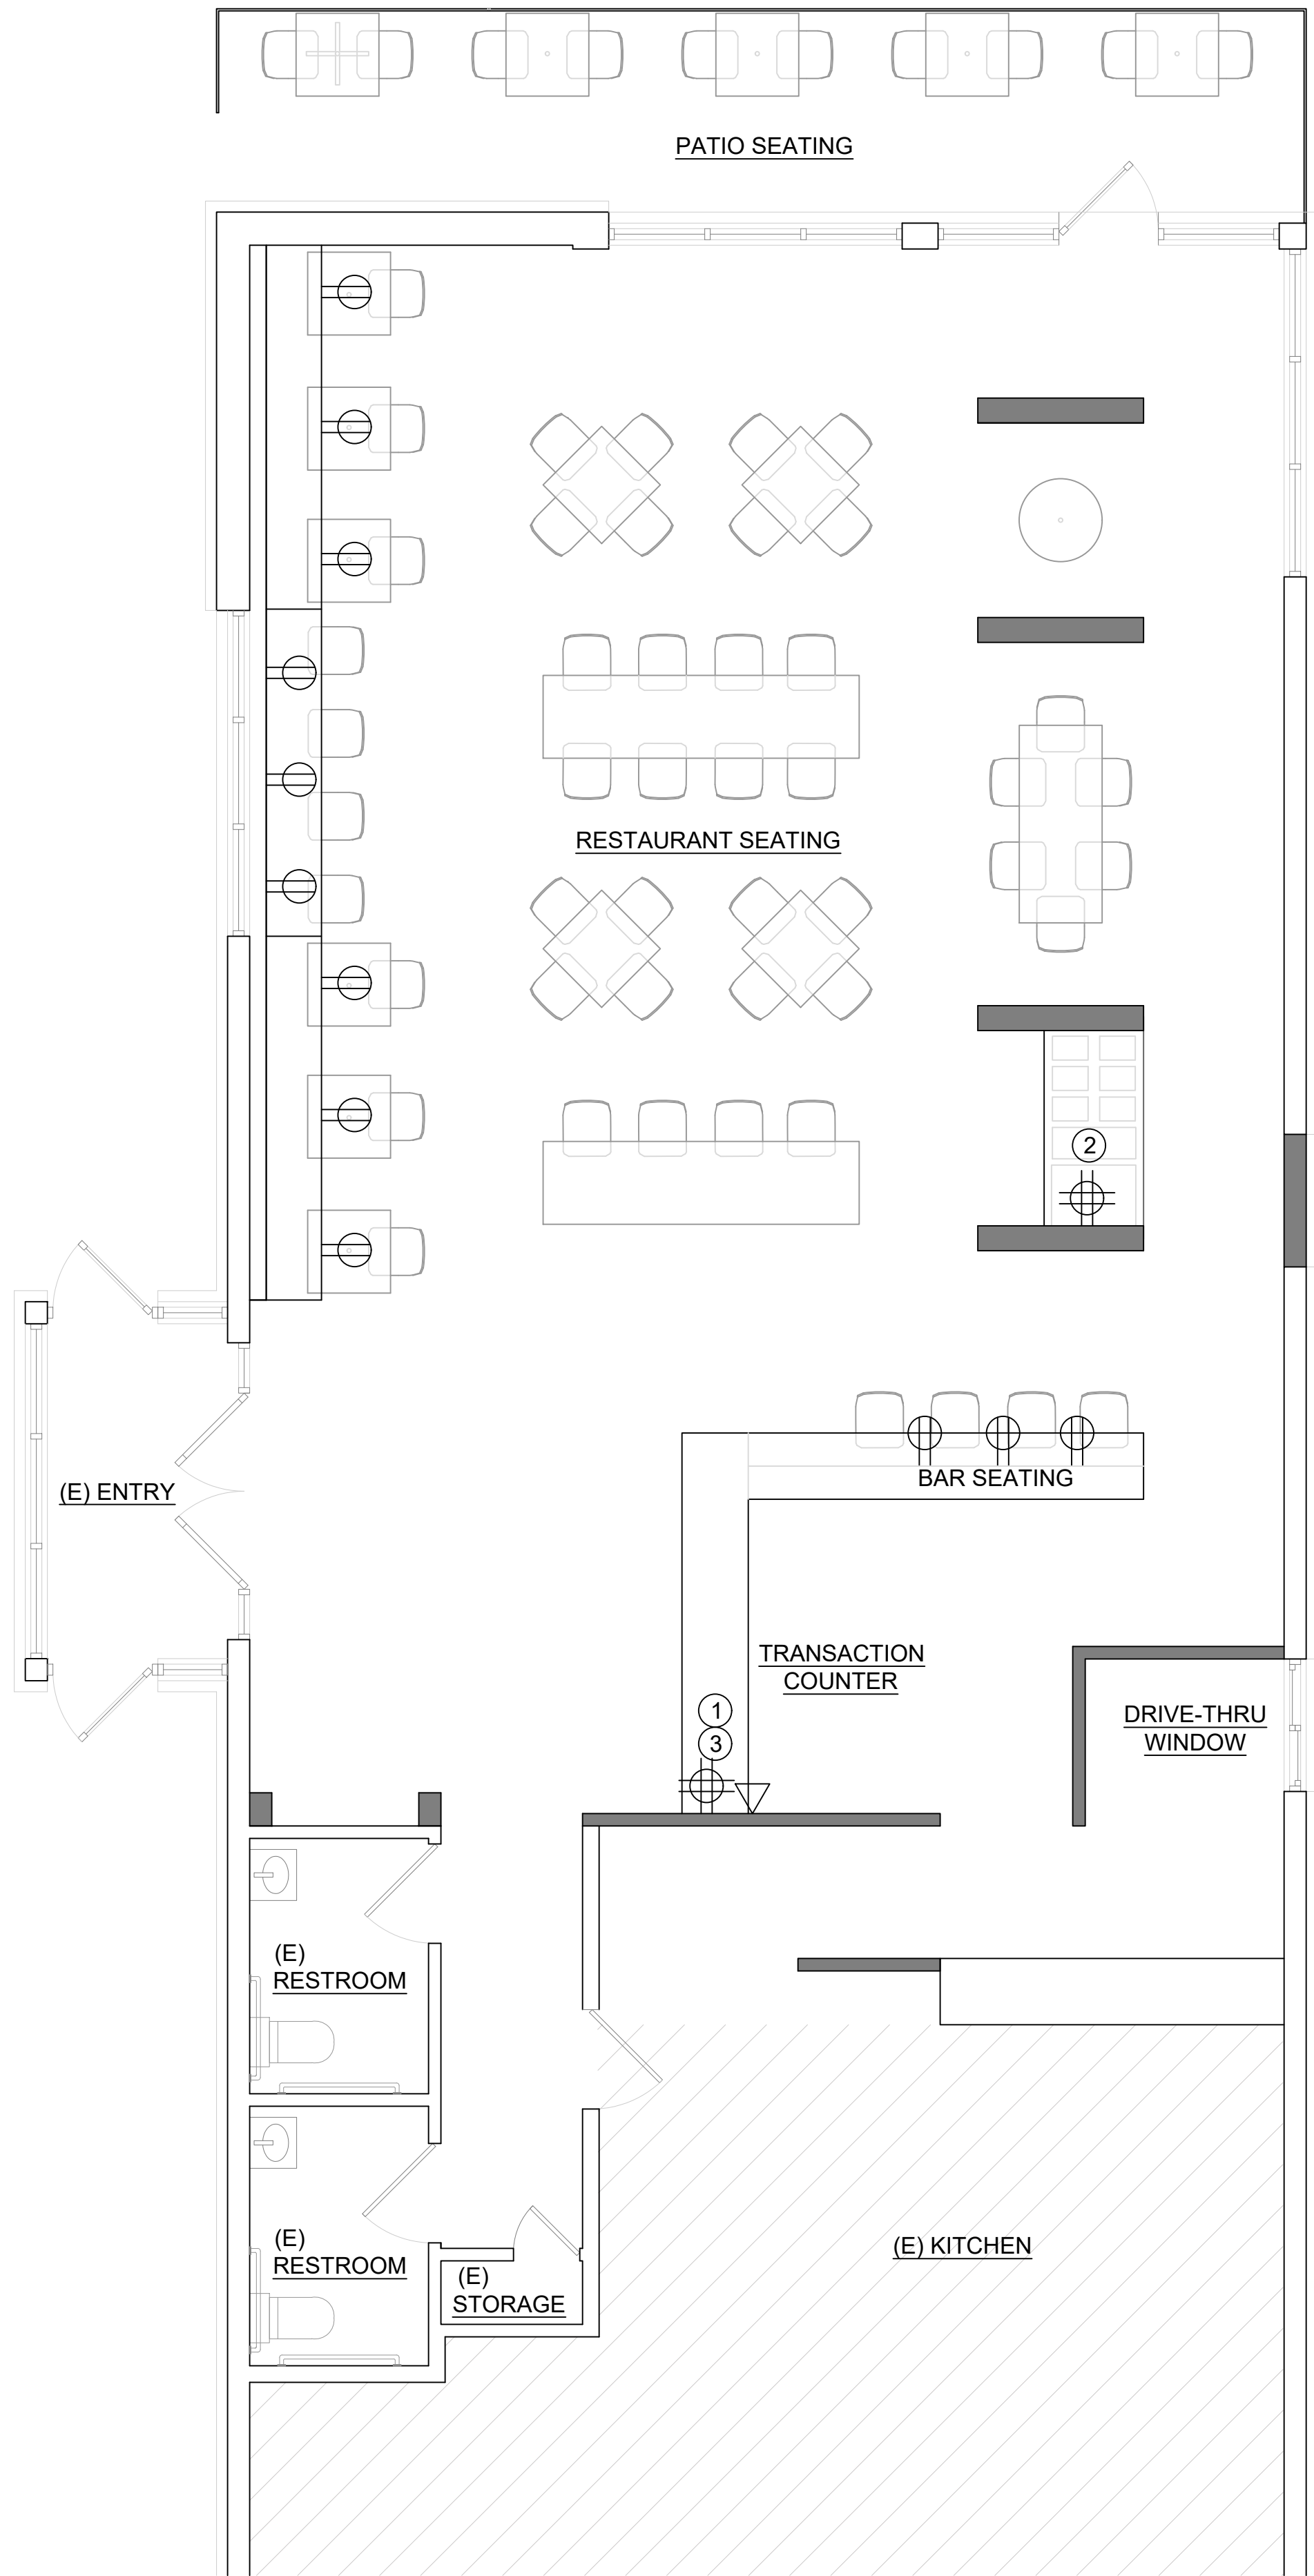 PATIO SEATING
RESTAURANT SEATING
2
(E) ENTRY
BAR SEATING
TRANSACTION
COUNTER
1
3
DRIVE-THRU
WINDOW
(E)
RESTROOM
(E)
RESTROOM
(E) KITCHEN
(E)
STORAGE